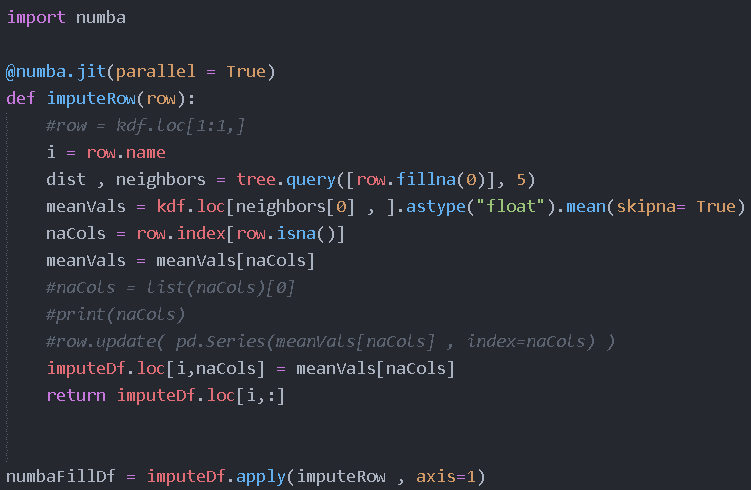 import numba
@numba.jit(parallel = True)
def imputeRow(row):
#row = kdf.loc[1:1,]
i = row.name
dist , neighbors = tree.query([row.fillna(0)], 5)
meanVals = kdf.loc[neighbors[0] , ].astype("float").mean(skipna= True)
naCols = row.index[row.isna()]
meanVals = meanVals[naCols]
#naCols = list(naCols)[0]
#print(naCols)
#row.update( pd.Series(meanVals[naCols] , index=naCols) )
imputeDf.loc[i,naCols] = meanVals[naCols]
return imputeDf.loc[i,:]
numbaFillDf = imputeDf.apply(imputeRow , axis=1)